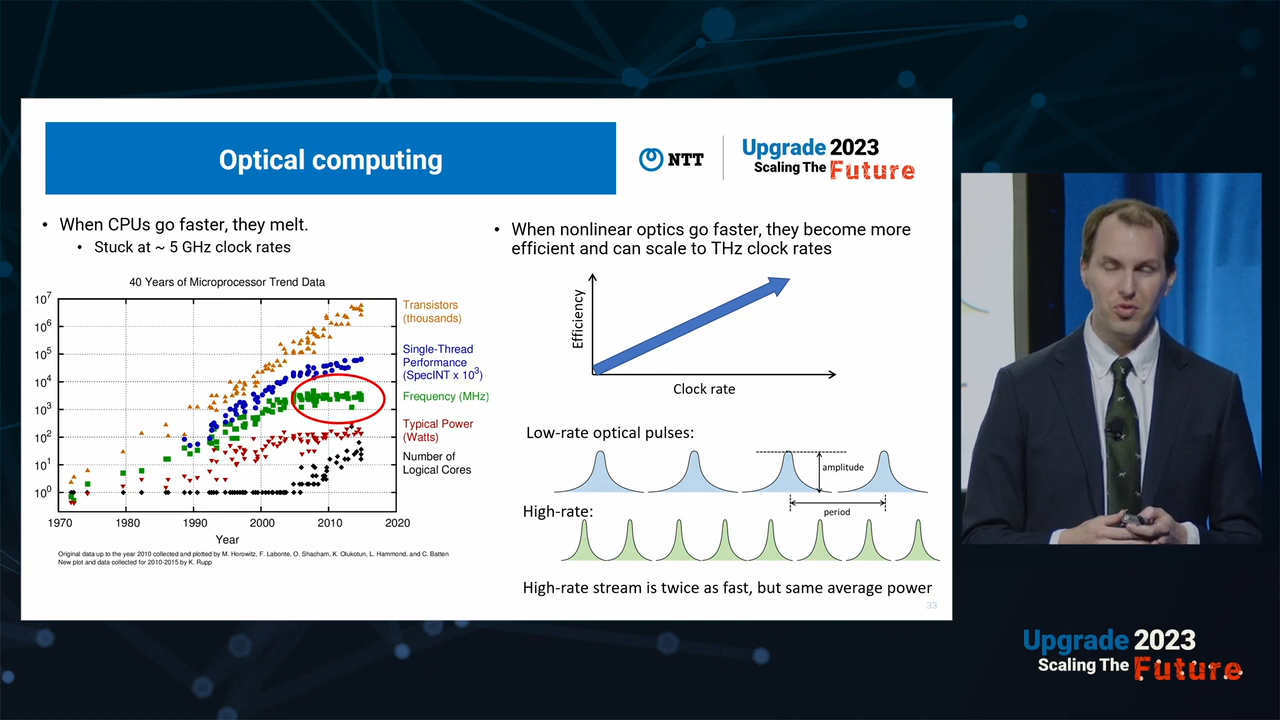 Optical computing
NTT
Upgrade 2023
Scaling The Future
• When CPUs go faster, they melt.
• Stuck at ~ 5 GHz clock rates
40 Years of Microprocessor Trend Data
10^7
10^6
10^5
10^4
10^3
10^2
10^1
10^0
1970 1980 1990 2000 2010 2020
Year
Transistors
(thousands)
Single-Thread
Performance
(SpecINT x 10^3)
Frequency (MHz)
Typical Power
(Watts)
Number of
Logical Cores
Original data up to the year 2010 collected and plotted by M. Horowitz, F. Labonte, O. Shacham, K. Olukotun, L. Hammond, and C. Batten
New plot and data collected for 2010-2015 by K. Rupp
• When nonlinear optics go faster, they become more
efficient and can scale to THz clock rates
Efficiency
Clock rate
Low-rate optical pulses:
amplitude
period
High-rate:
High-rate stream is twice as fast, but same average power
33
Upgrade 2023
Scaling The Future